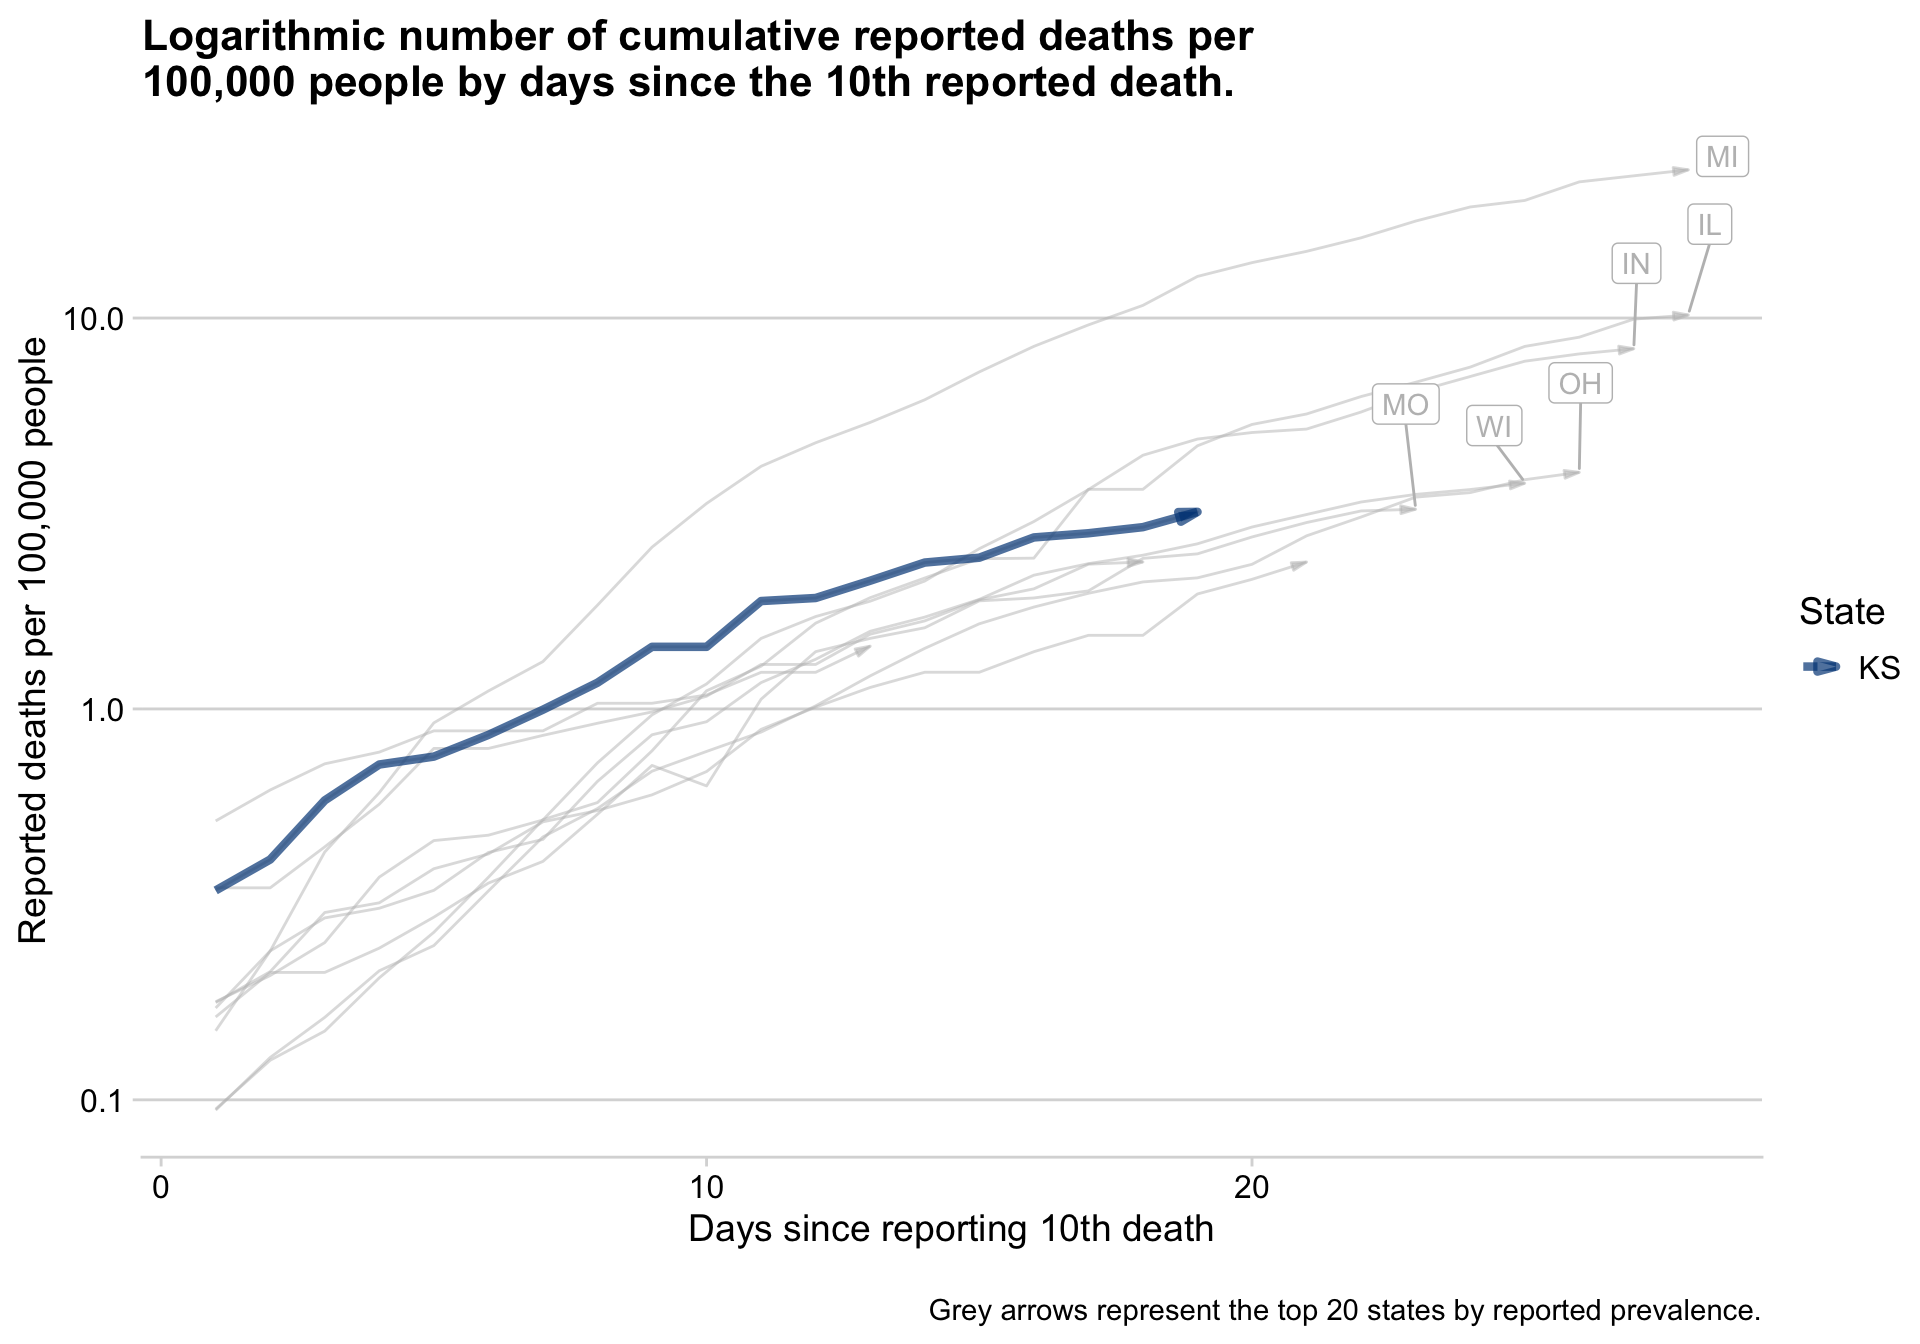 Logarithmic number of cumulative reported deaths per
100,000 people by days since the 10th reported death.
MI
IL
IN
OH
MO
WI
10.0
1.0
0.1
Reported deaths per 100,000 people
State
KS
0
10
20
Days since reporting 10th death
Grey arrows represent the top 20 states by reported prevalence.